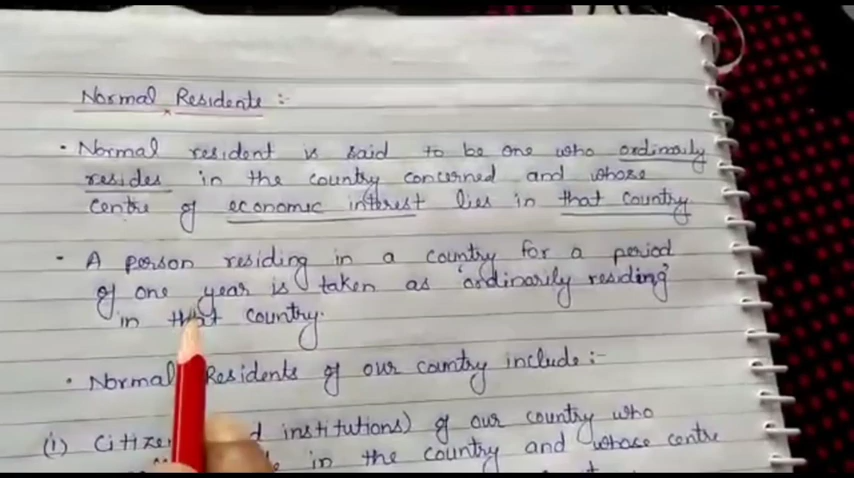 Normal Residents :-
• Normal resident is said to be one who ordinarily
resides in the country concerned and whose
centre of economic interest lies in that country
• A person residing in a country for a period
of one year is taken as 'ordinarily residing'
in that country.
• Normal Residents of our country include :-
(i) Citizen institutions) of our country who
in the country and whose centre